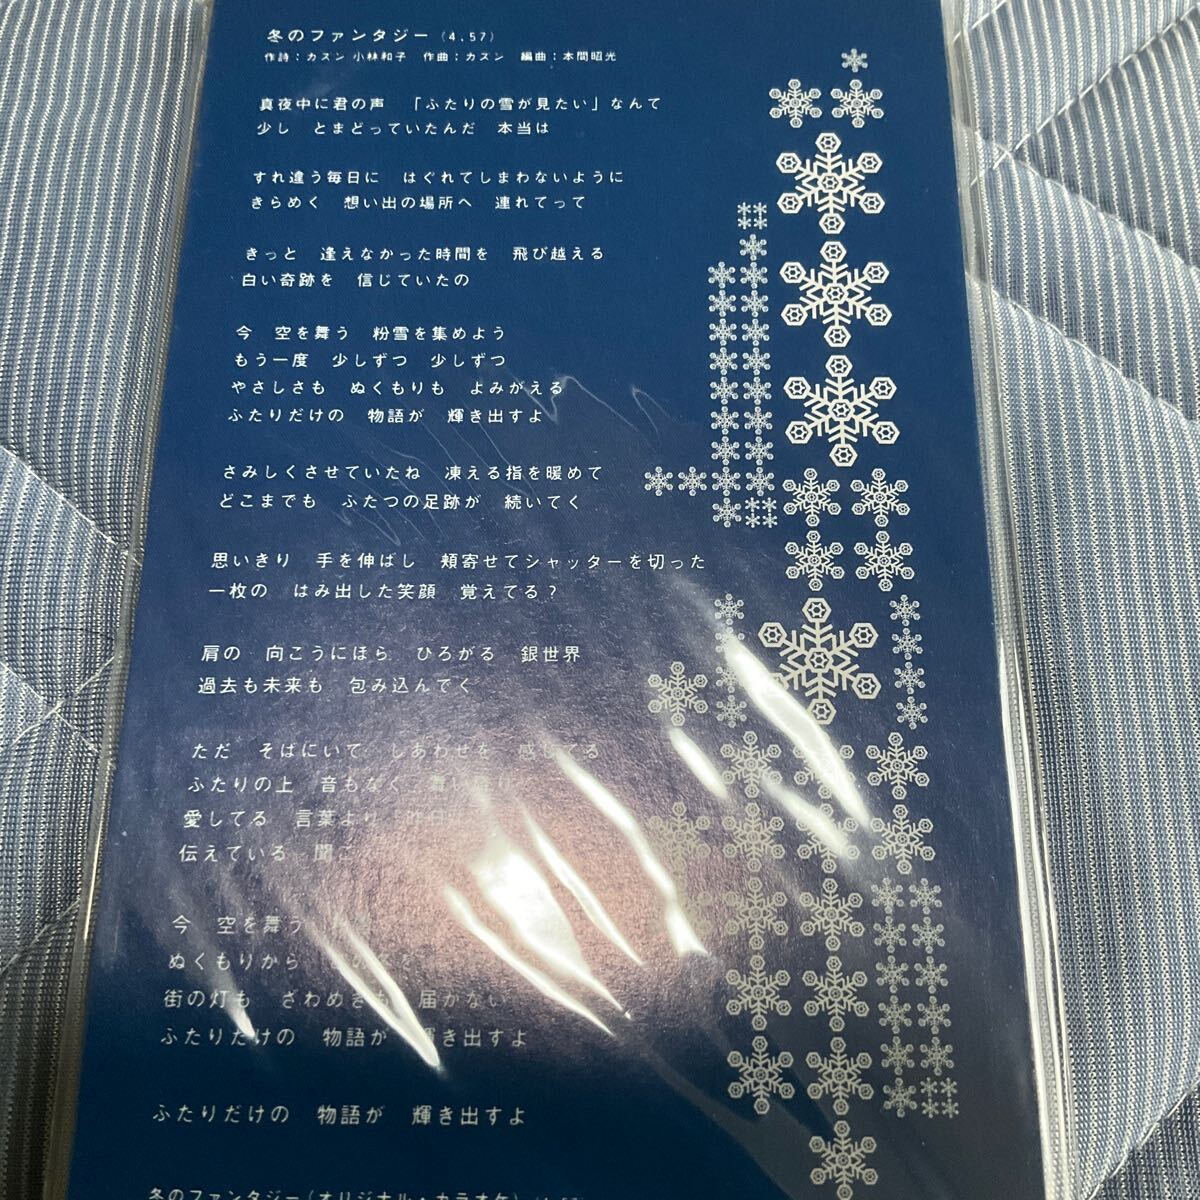 冬のファンタジー (4.57)
作詩：カズン 小林和子　作曲：カズン　編曲：本間昭光
真夜中に君の声　「ふたりの雪が見たい」なんて
少し　とまどっていたんだ　本当は
すれ違う毎日に　はぐれてしまわないように
きらめく　想い出の場所へ　連れてって
きっと　逢えなかった時間を　飛び越える
白い奇跡を　信じていたの
今　空を舞う　粉雪を集めよう
もう一度　少しずつ　少しずつ
やさしさも　ぬくもりも　よみがえる
ふたりだけの　物語が　輝き出すよ
さみしくさせていたね　凍える指を暖めて
どこまでも　ふたつの足跡が　続いてく
思いきり　手を伸ばし　頬寄せてシャッターを切った
一枚の　はみ出した笑顔　覚えてる？
肩の　向こうにほら　ひろがる　銀世界
過去も未来も　包み込んでく
ただ　そばにいて　しあわせを　感じてる
ふたりの上　音もなく
愛してる　言葉より
伝えている
今　空を舞う
ぬくもりから
街の灯も　ざわめきも　届かない
ふたりだけの　物語が　輝き出すよ
ふたりだけの　物語が　輝き出すよ
冬のファンタジー (オリジナル・カラオケ) (4.57)